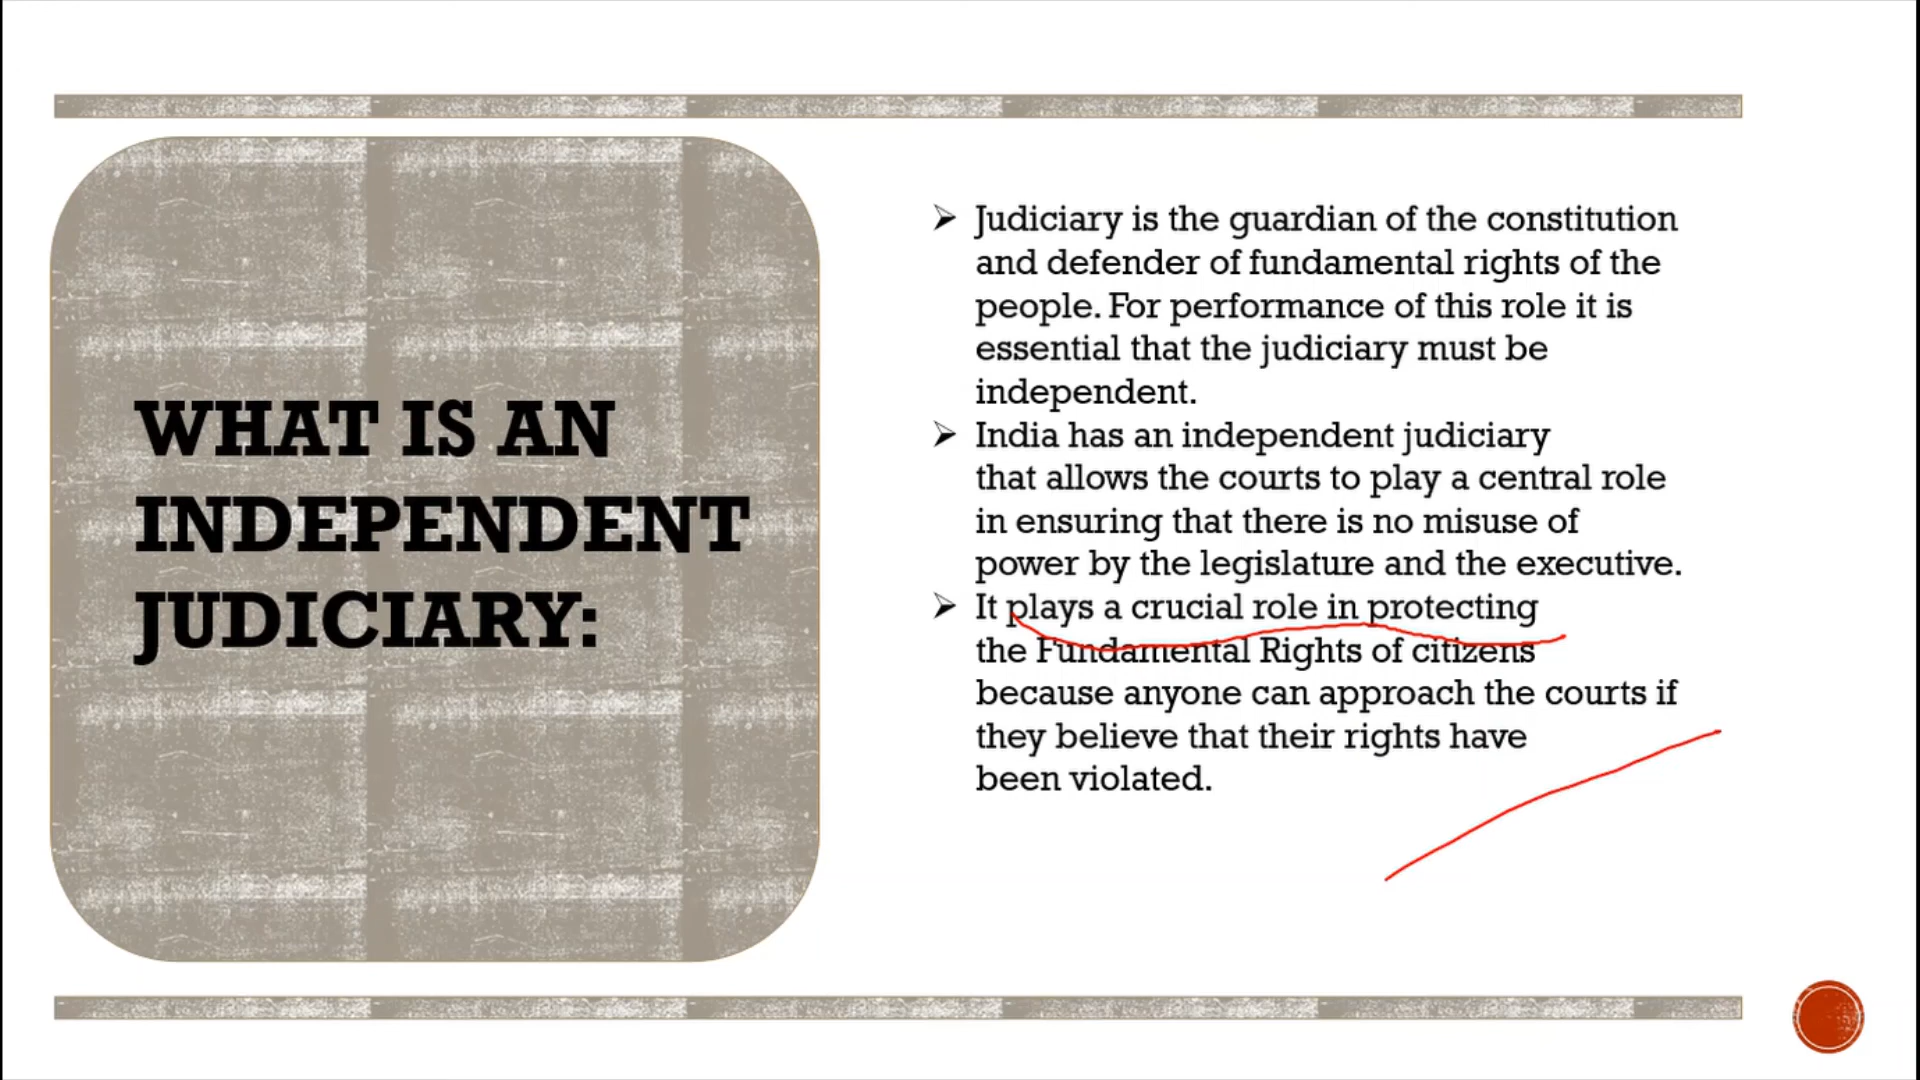 WHAT IS AN
INDEPENDENT
JUDICIARY:
Judiciary is the guardian of the constitution
and defender of fundamental rights of the
people. For performance of this role it is
essential that the judiciary must be
independent.
India has an independent judiciary
that allows the courts to play a central role
in ensuring that there is no misuse of
power by the legislature and the executive.
It plays a crucial role in protecting
the Fundamental Rights of citizens
because anyone can approach the courts if
they believe that their rights have
been violated.